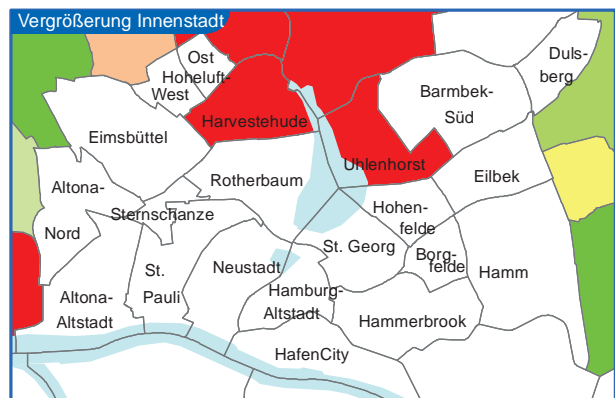 Vergrößerung Innenstadt
Ost
Hoheluft-
West
Duls-
berg
Barmbek-
Süd
Harvestehude
Eimsbüttel
Uhlenhorst
Eilbek
Altona-
Nord
Rotherbaum
Sternschanze
Hohen-
felde
St. Georg
Borg-
felde
Hamm
St.
Pauli
Neustadt
Hamburg-
Altstadt
Altona-
Altstadt
Hammerbrook
HafenCity